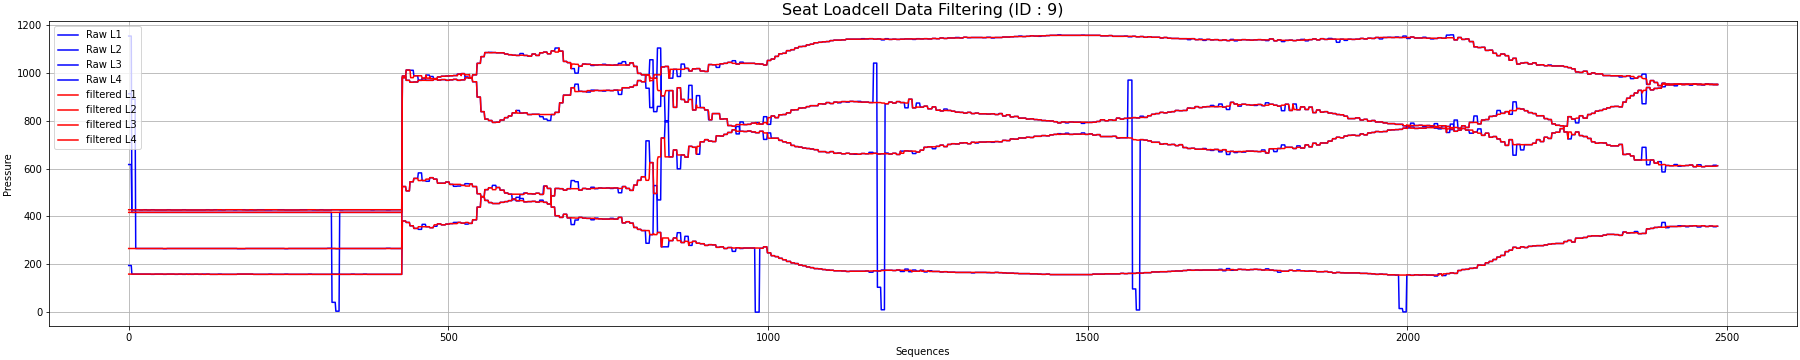 Seat Loadcell Data Filtering (ID : 9)
1200
1000
800
600
400
200
0
Pressure
Raw L1
Raw L2
Raw L3
Raw L4
filtered L1
filtered L2
filtered L3
filtered L4
0
500
1000
1500
2000
2500
Sequences